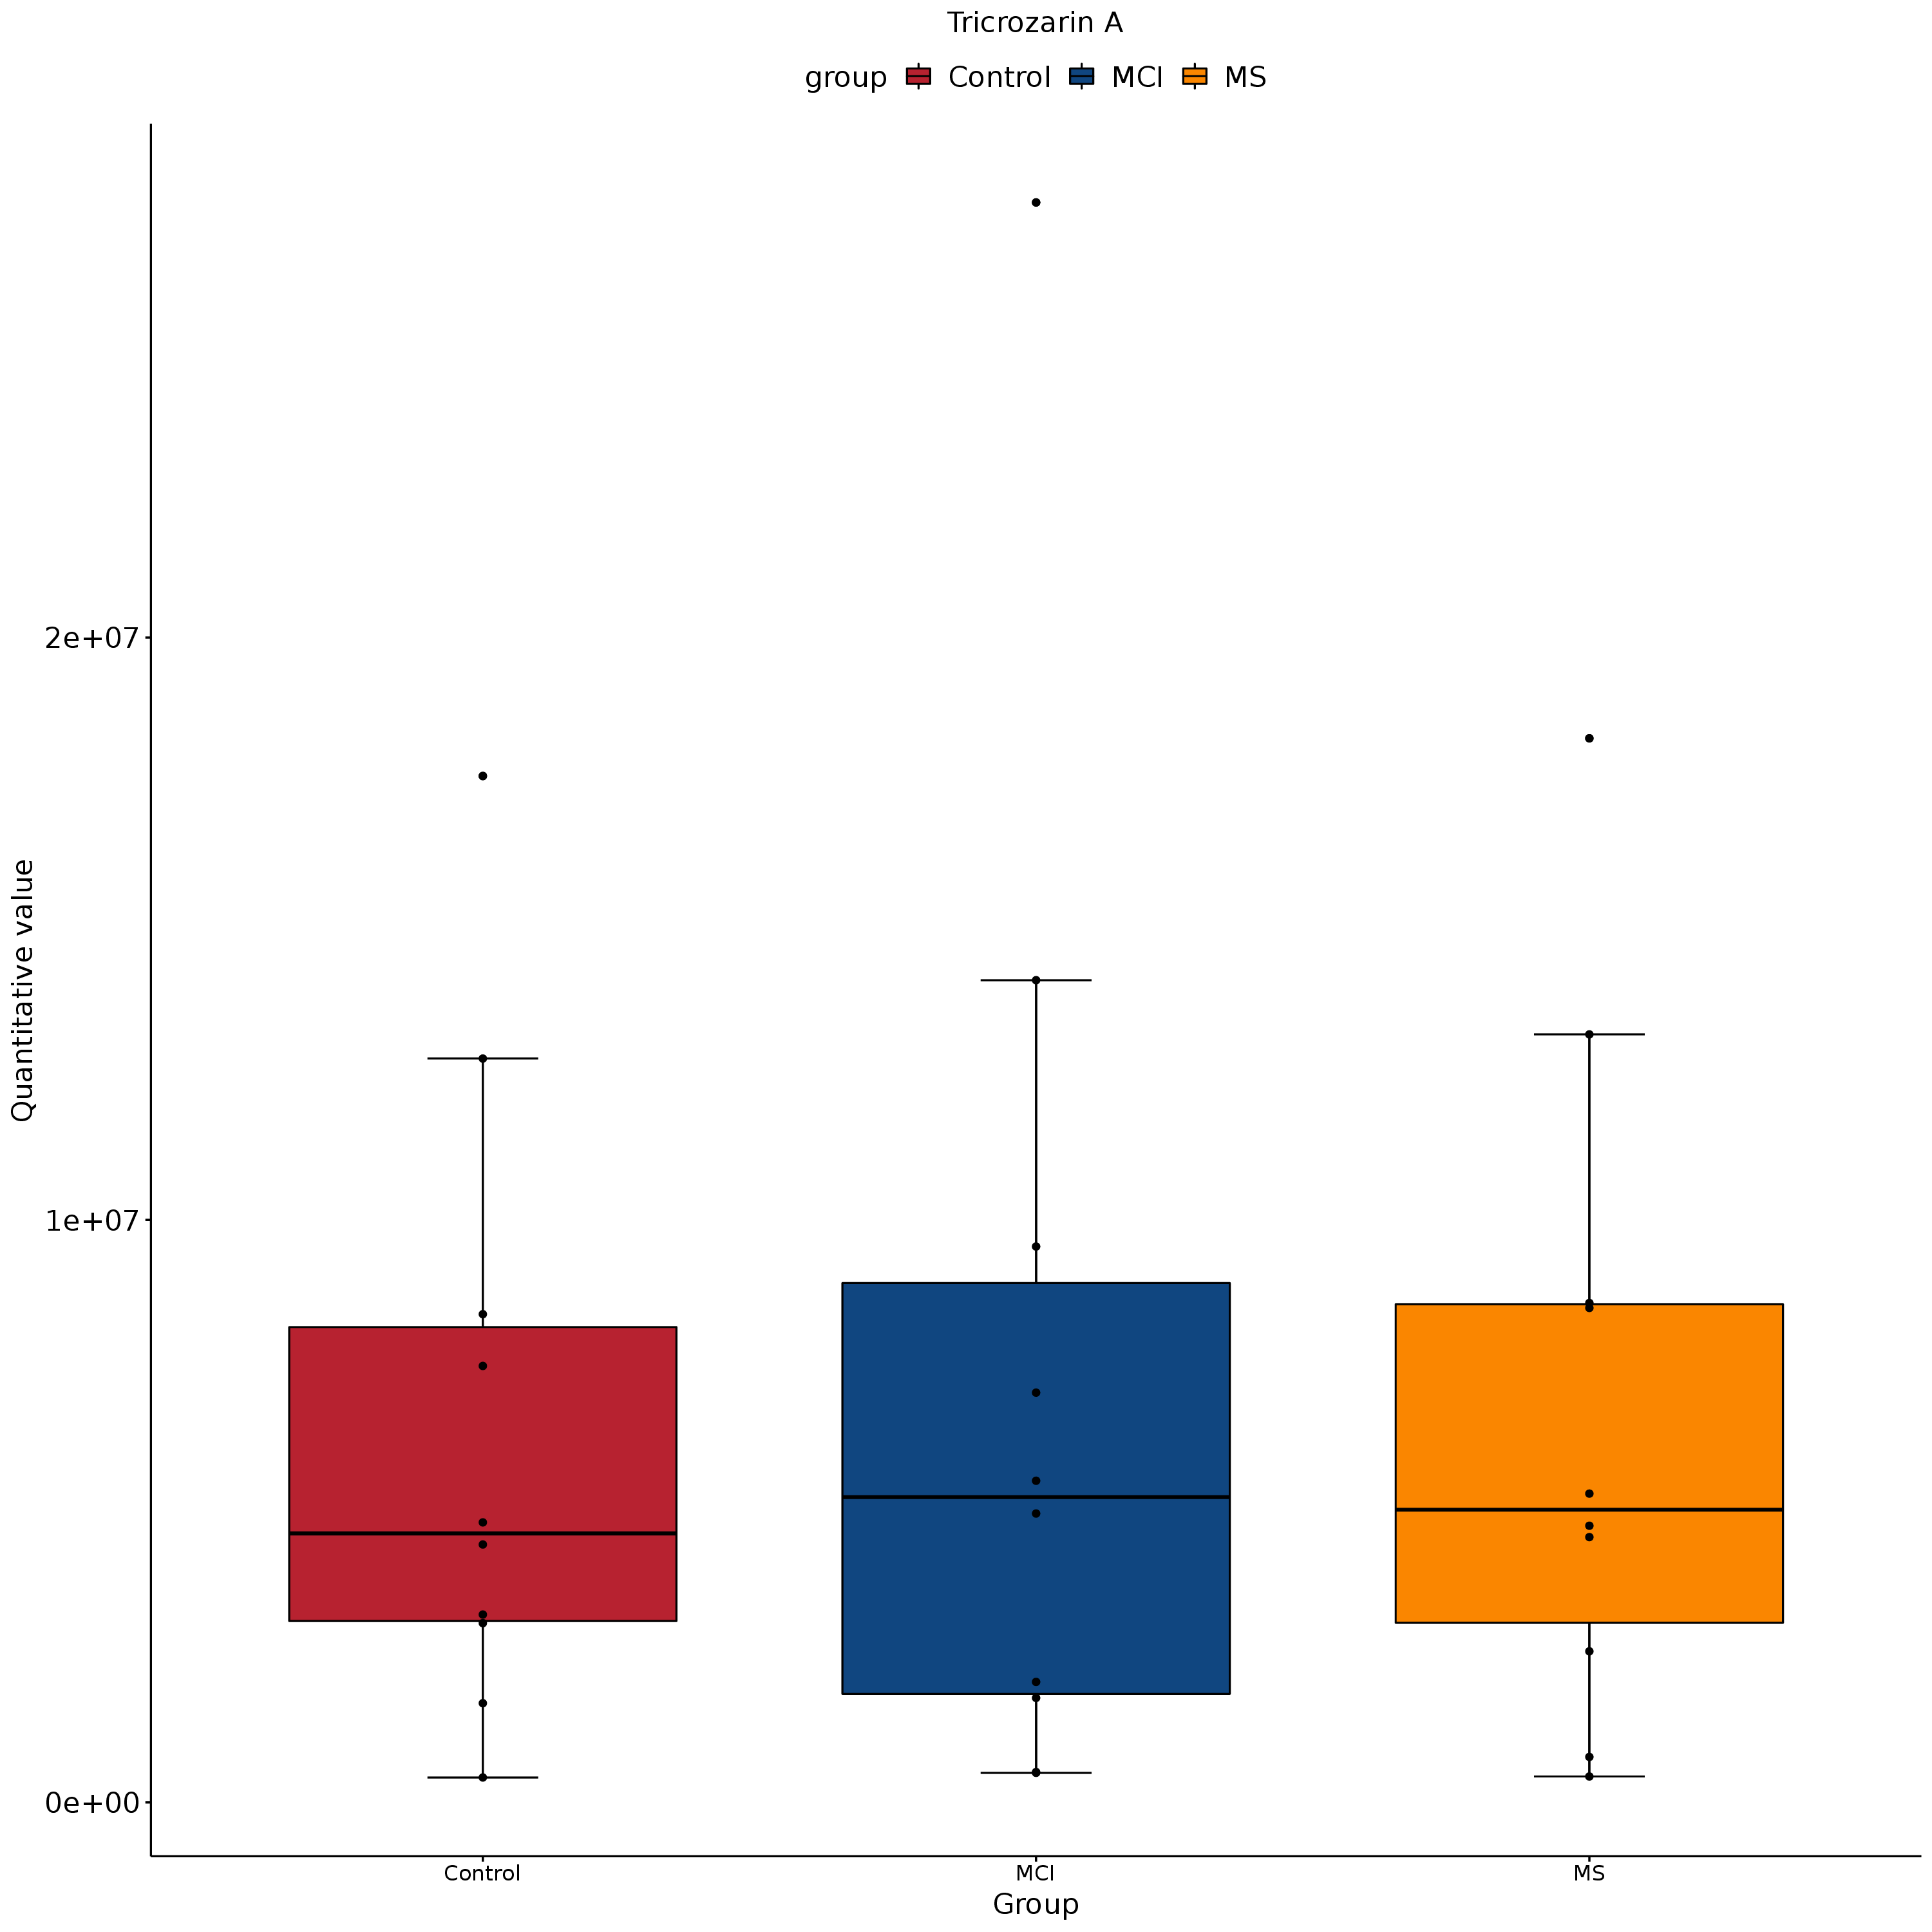 Tricrozarin A
group Control MCI MS
Quantitative value
2e+07
1e+07
0e+00
Control MCI MS
Group